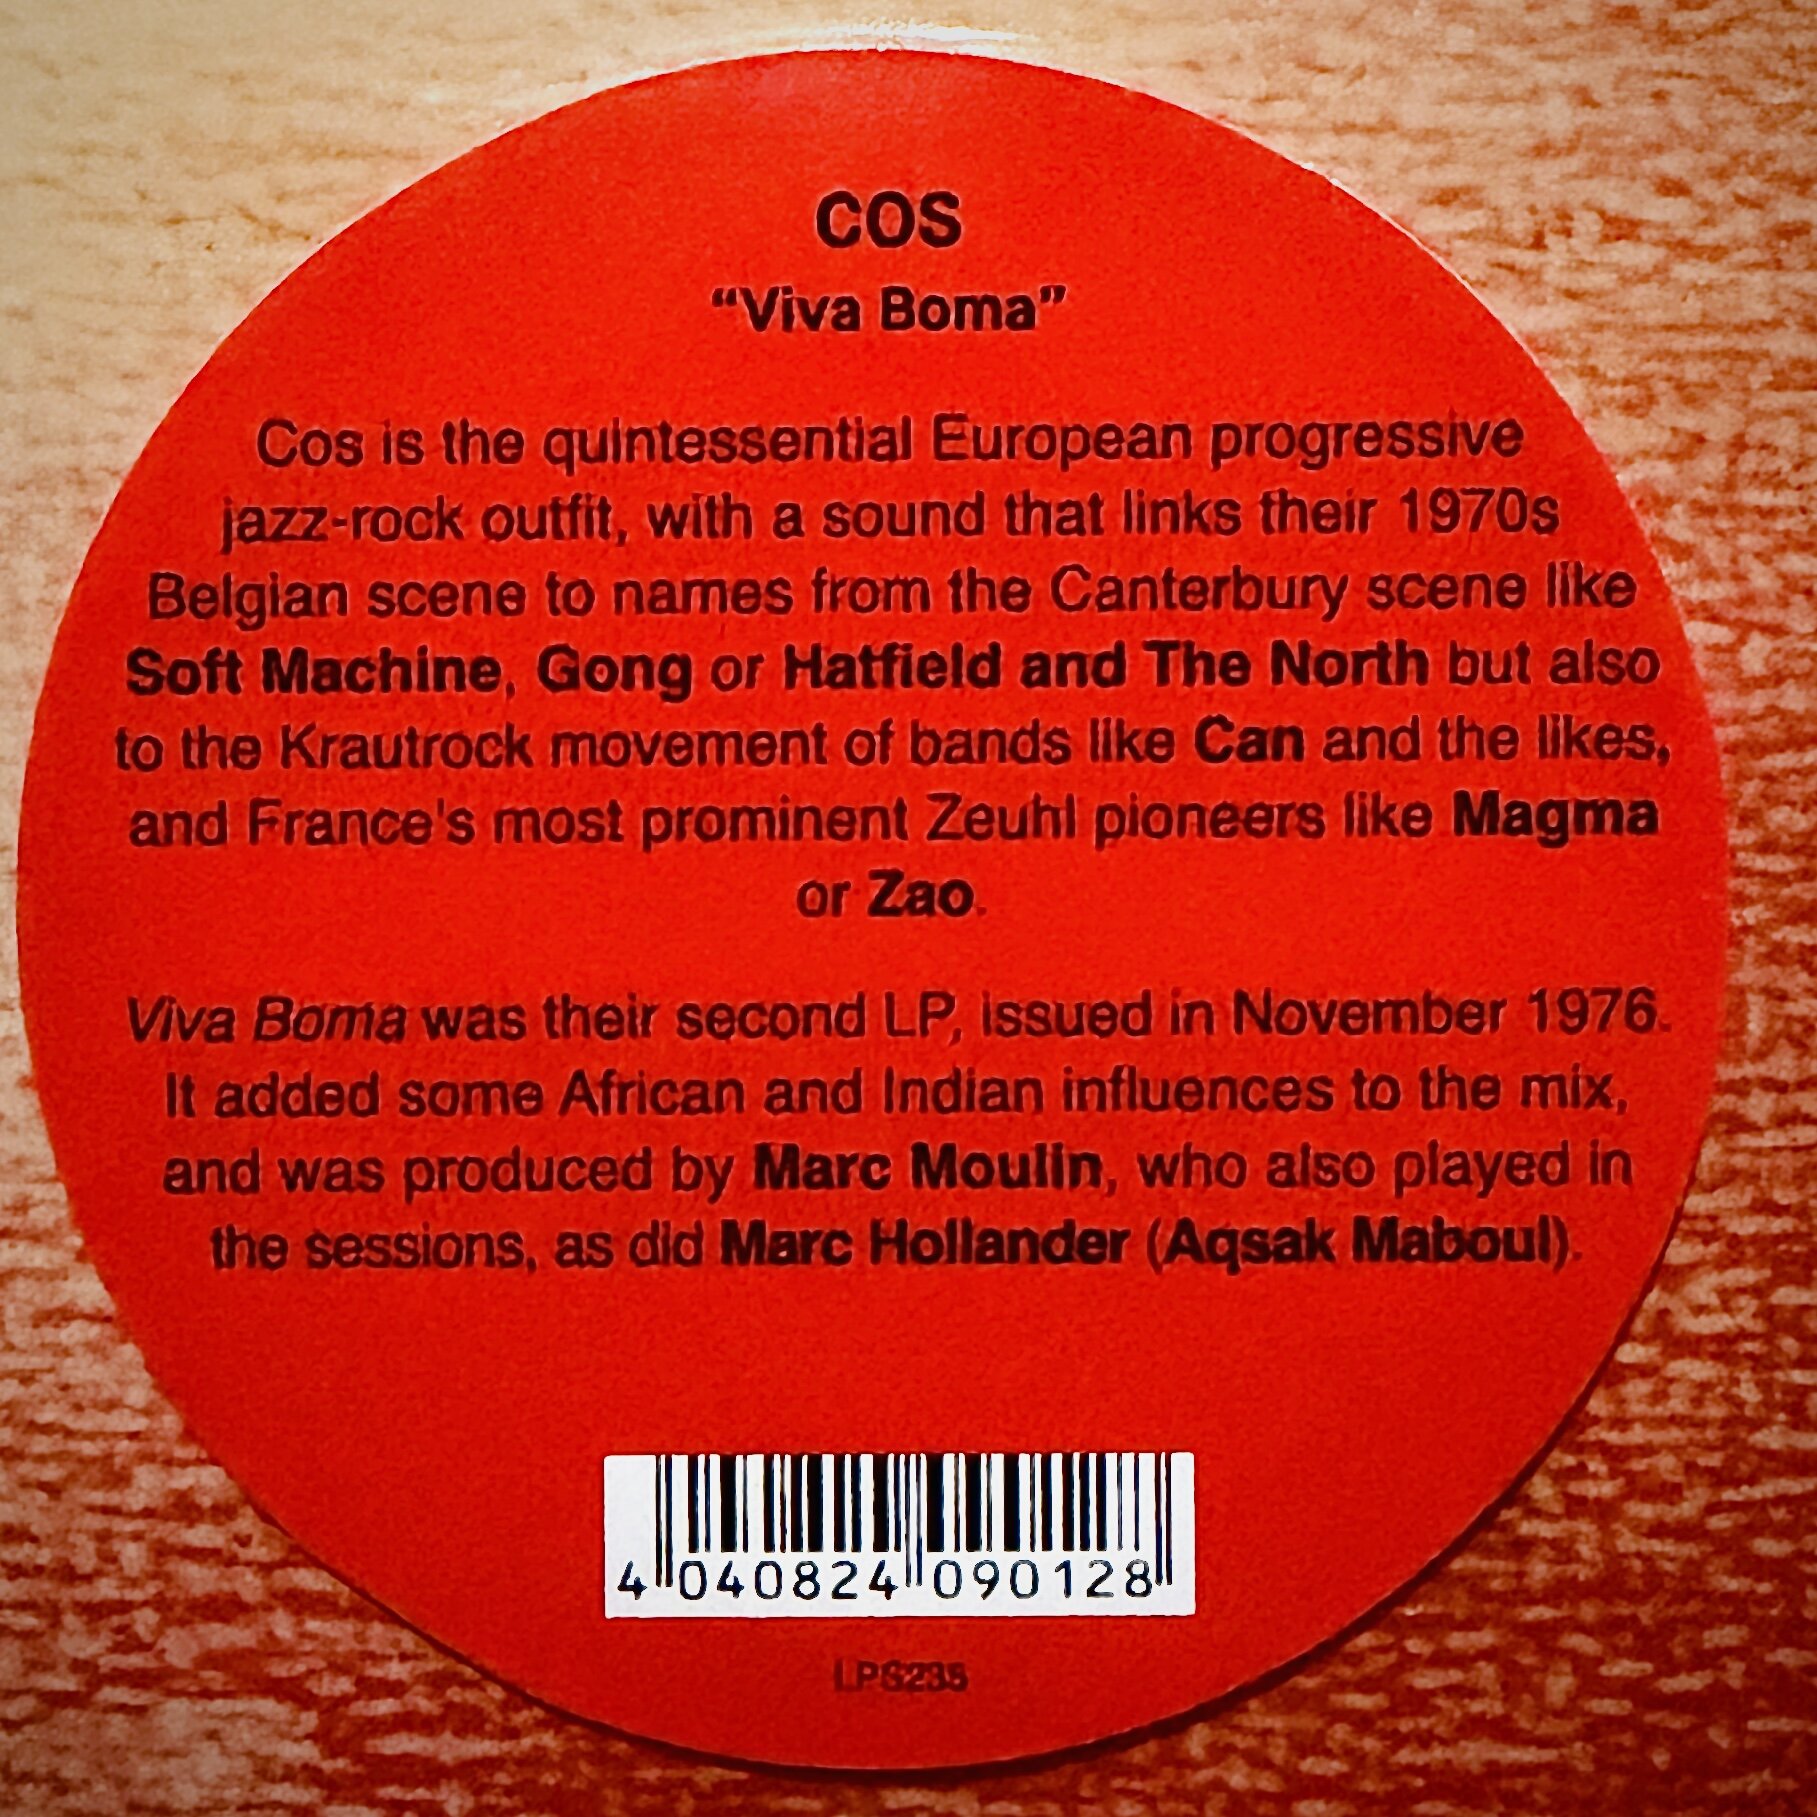 COS
“Viva Boma”
Cos is the quintessential European progressive
jazz-rock outfit, with a sound that links their 1970s
Belgian scene to names from the Canterbury scene like
Soft Machine, Gong or Hatfield and The North but also
to the Krautrock movement of bands like Can and the likes,
and France's most prominent Zeuhl pioneers like Magma
or Zao.
Viva Boma was their second LP, issued in November 1976.
It added some African and Indian influences to the mix,
and was produced by Marc Moulin, who also played in
the sessions, as did Marc Hollander (Aqsak Maboul).
4 040824 090128
LPS235